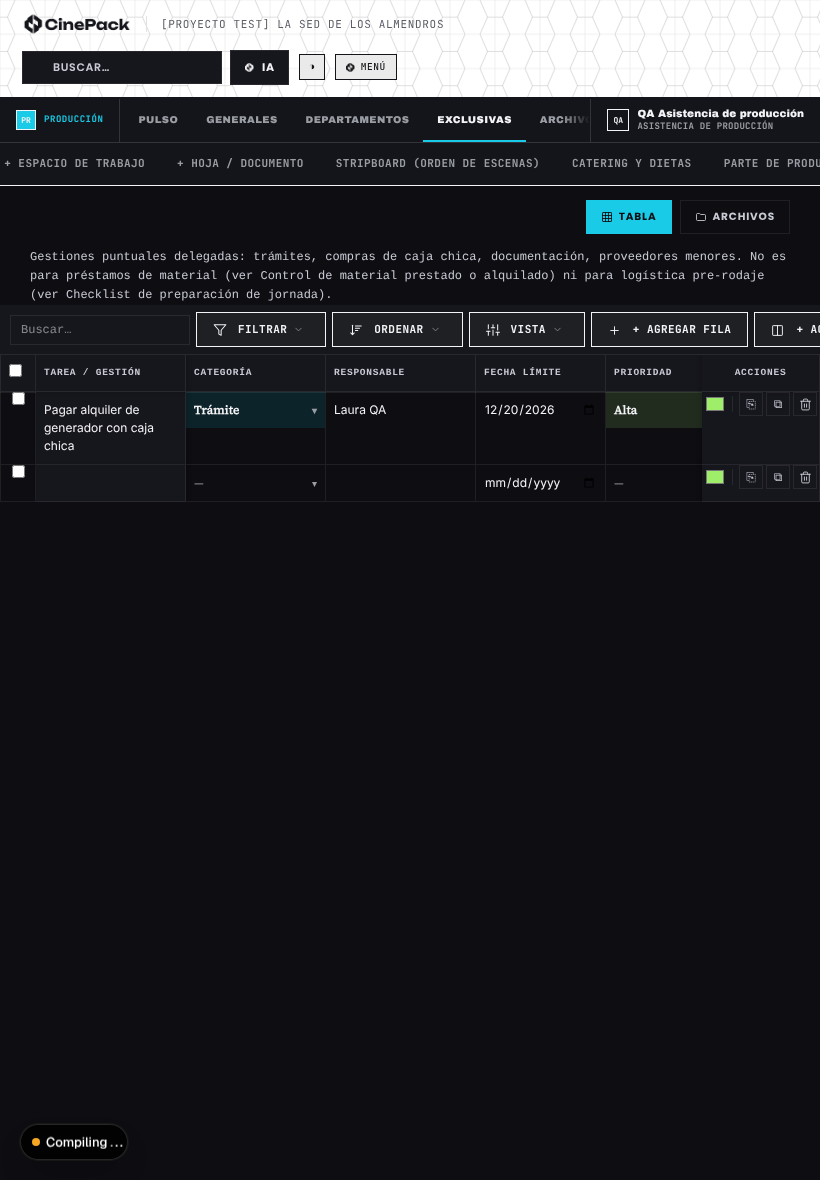 CinePack
[PROYECTO TEST] LA SED DE LOS ALMENDROS
BUSCAR…
IA
MENÚ
PR
PRODUCCIÓN
PULSO
GENERALES
DEPARTAMENTOS
EXCLUSIVAS
ARCHIV
QA
QA Asistencia de producción
ASISTENCIA DE PRODUCCIÓN
+ ESPACIO DE TRABAJO
+ HOJA / DOCUMENTO
STRIPBOARD (ORDEN DE ESCENAS)
CATERING Y DIETAS
PARTE DE PRODU
TABLA
ARCHIVOS
Gestiones puntuales delegadas: trámites, compras de caja chica, documentación, proveedores menores. No es
para préstamos de material (ver Control de material prestado o alquilado) ni para logística pre-rodaje
(ver Checklist de preparación de jornada).
Buscar…
FILTRAR
ORDENAR
VISTA
+ AGREGAR FILA
+ AG
TAREA / GESTIÓN
CATEGORÍA
RESPONSABLE
FECHA LÍMITE
PRIORIDAD
ACCIONES
Pagar alquiler de
generador con caja
chica
Trámite
Laura QA
12/20/2026
Alta
—
mm/dd/yyyy
—
Compiling ...